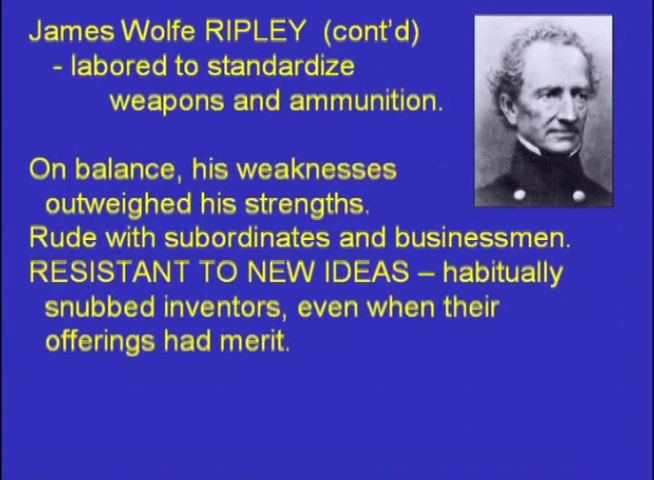 James Wolfe RIPLEY (cont'd)
- labored to standardize
weapons and ammunition.
On balance, his weaknesses
outweighed his strengths.
Rude with subordinates and businessmen.
RESISTANT TO NEW IDEAS – habitually
snubbed inventors, even when their
offerings had merit.